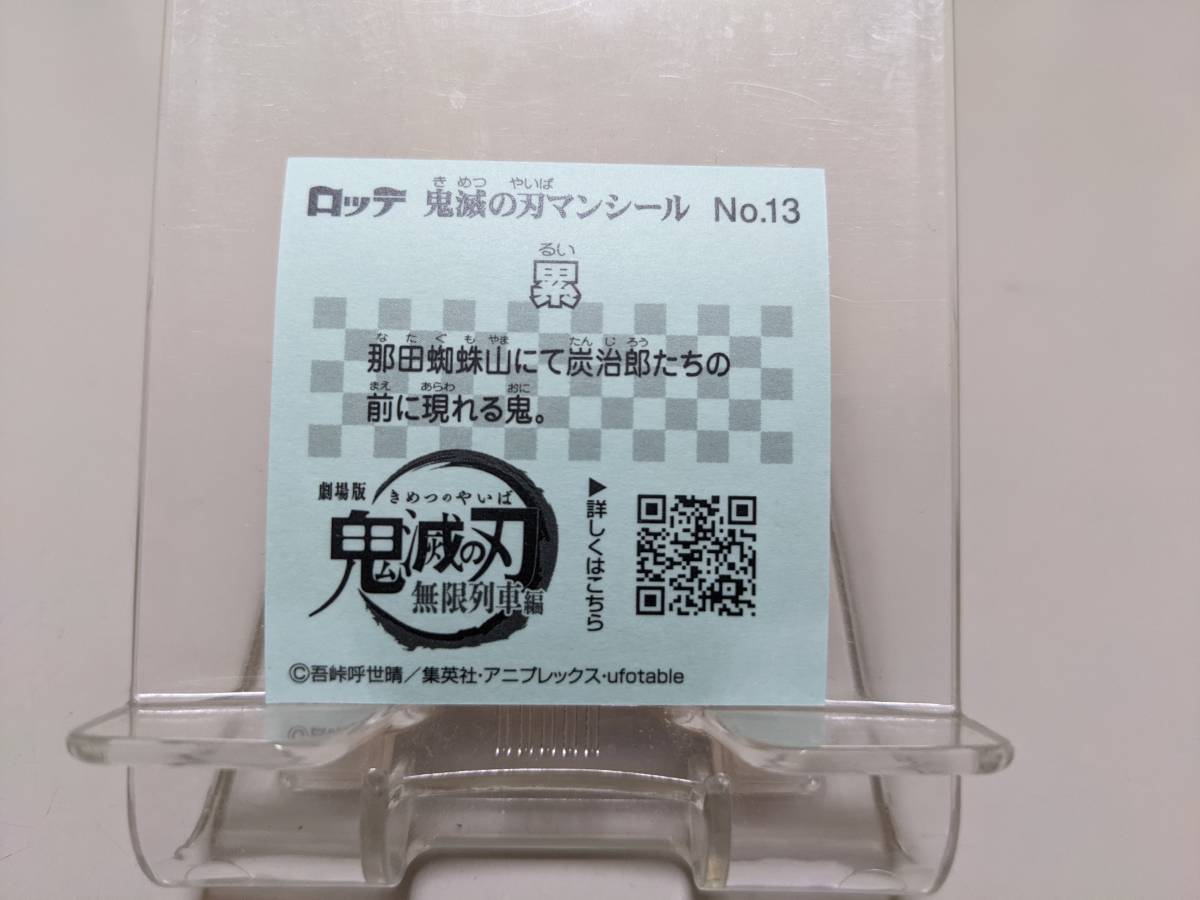 ロッテ 鬼滅の刃マンシール No.13
きめつ やいば
るい
累
なたぐもやま たんじろう
那田蜘蛛山にて炭治郎たちの
まえ あらわ おに
前に現れる鬼。
劇場版 きめつのやいば
鬼滅の刃
無限列車編
▶詳しくはこちら
©吾峠呼世晴／集英社・アニプレックス・ufotable